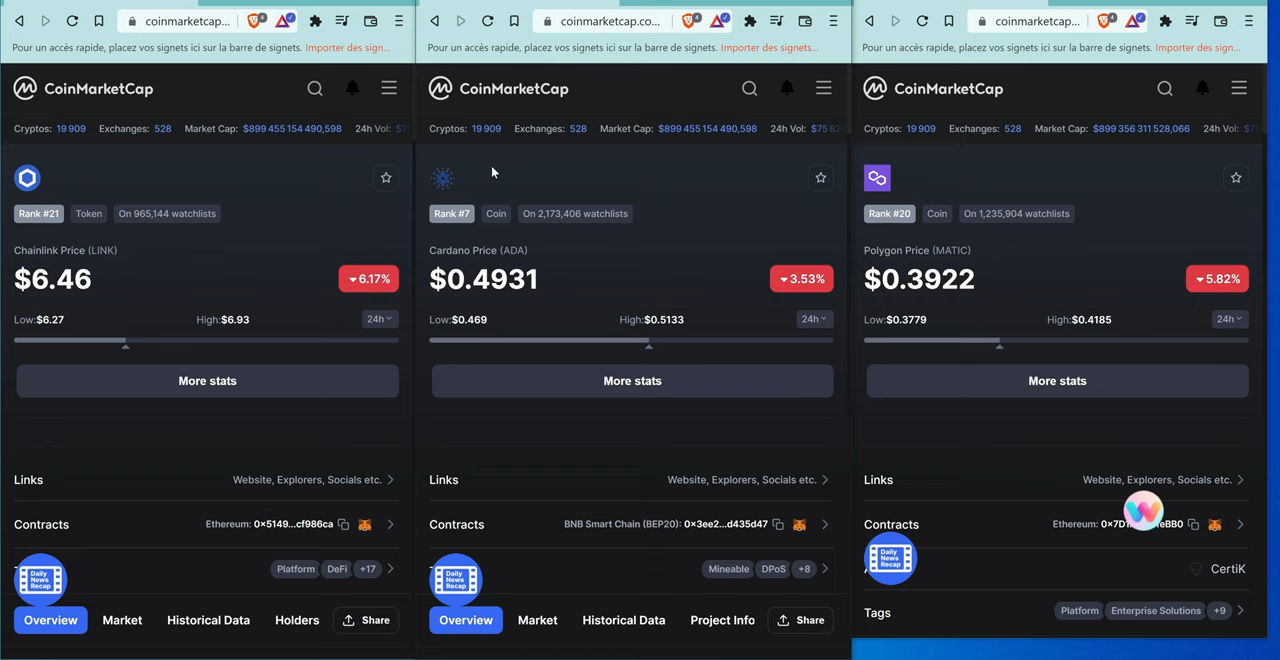 coinmarketcap...
4
Pour un accès rapide, placez vos signets ici sur la barre de signets. Importer des sign...
CoinMarketCap
Cryptos: 19 909 Exchanges: 528 Market Cap: $899 455 154 490,598 24h Vol:
Rank #21 Token On 965,144 watchlists
Chainlink Price (LINK)
$6.46
6.17%
Low:$6.27 High:$6.93 24h
More stats
Links Website, Explorers, Socials etc.
Contracts Ethereum: 0×5149...cf986ca
Platform DeFi +17
Daily
News
Recap
Overview Market Historical Data Holders Share
coinmarketcap.co...
4
Pour un accès rapide, placez vos signets ici sur la barre de signets. Importer des signets...
CoinMarketCap
Cryptos: 19 909 Exchanges: 528 Market Cap: $899 455 154 490,598 24h Vol:
Rank #7 Coin On 2,173,406 watchlists
Cardano Price (ADA)
$0.4931
3.53%
Low:$0.469 High:$0.5133 24h
More stats
Links Website, Explorers, Socials etc.
Contracts BNB Smart Chain (BEP20): 0×3ee2...d435d47
Mineable DPoS +8
Daily
News
Recap
Overview Market Historical Data Project Info Share
coinmarketcap...
4
Pour un accès rapide, placez vos signets ici sur la barre de signets. Importer des sign...
CoinMarketCap
Cryptos: 19 909 Exchanges: 528 Market Cap: $899 356 311 528,066 24h Vol:
Rank #20 Coin On 1,235,904 watchlists
Polygon Price (MATIC)
$0.3922
5.82%
Low:$0.3779 High:$0.4185 24h
More stats
Links Website, Explorers, Socials etc.
Contracts Ethereum:
Daily
News
Recap
CertiK
Tags Platform Enterprise Solutions +9